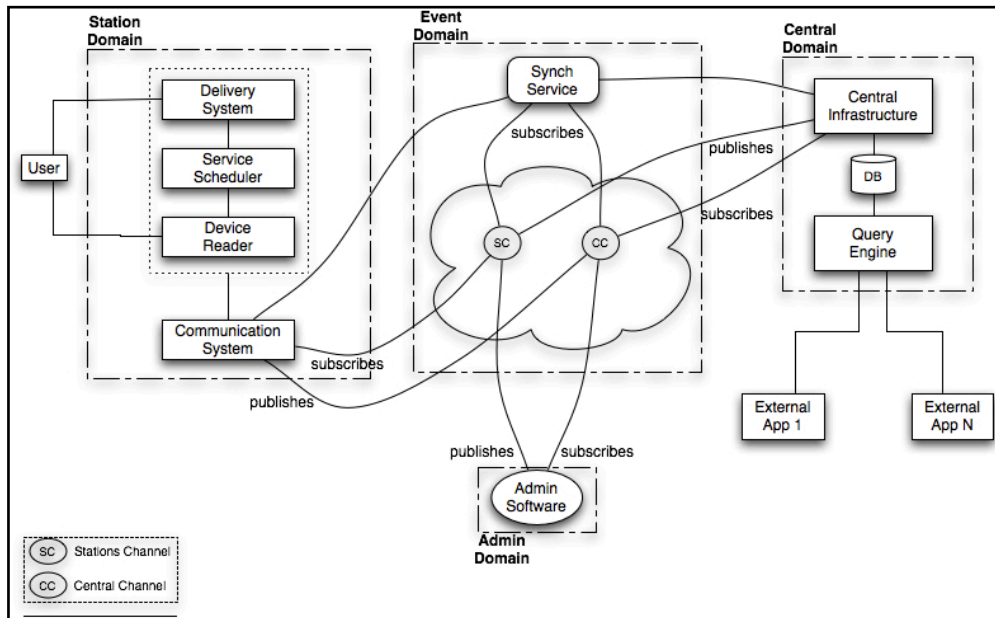 Station
Domain
Event
Domain
Central
Domain
Delivery
System
Service
Scheduler
Device
Reader
User
Communication
System
Synch
Service
subscribes
SC
CC
publishes
subscribes
subscribes
publishes
Central
Infrastructure
DB
Query
Engine
External
App 1
External
App N
publishes
subscribes
Admin
Software
Admin
Domain
SC Stations Channel
CC Central Channel